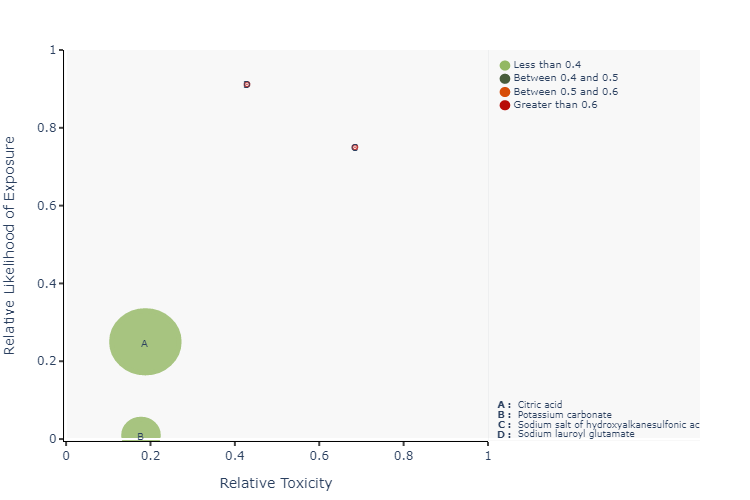 1
0.8
0.6
0.4
0.2
0
0
0.2
0.4
0.6
0.8
1
Relative Likelihood of Exposure
Relative Toxicity
D
C
A
B
Less than 0.4
Between 0.4 and 0.5
Between 0.5 and 0.6
Greater than 0.6
A : Citric acid
B : Potassium carbonate
C : Sodium salt of hydroxyalkanesulfonic ac
D : Sodium lauroyl glutamate